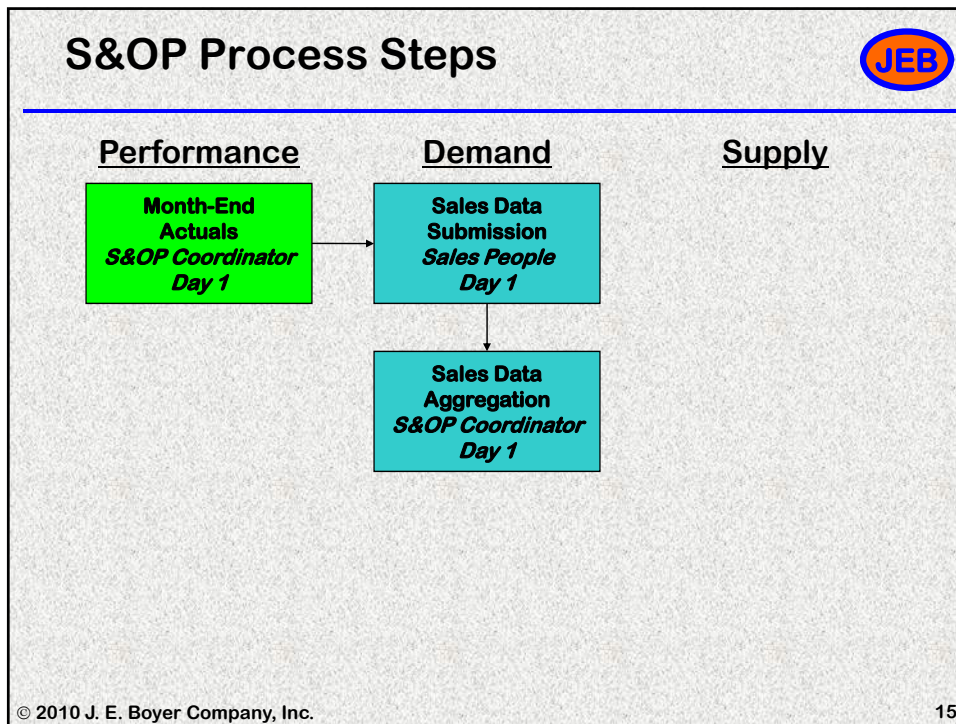 S&OP Process Steps
JEB
Performance
Demand
Supply
Month-End
Actuals
S&OP Coordinator
Day 1
Sales Data
Submission
Sales People
Day 1
Sales Data
Aggregation
S&OP Coordinator
Day 1
© 2010 J. E. Boyer Company, Inc.
15